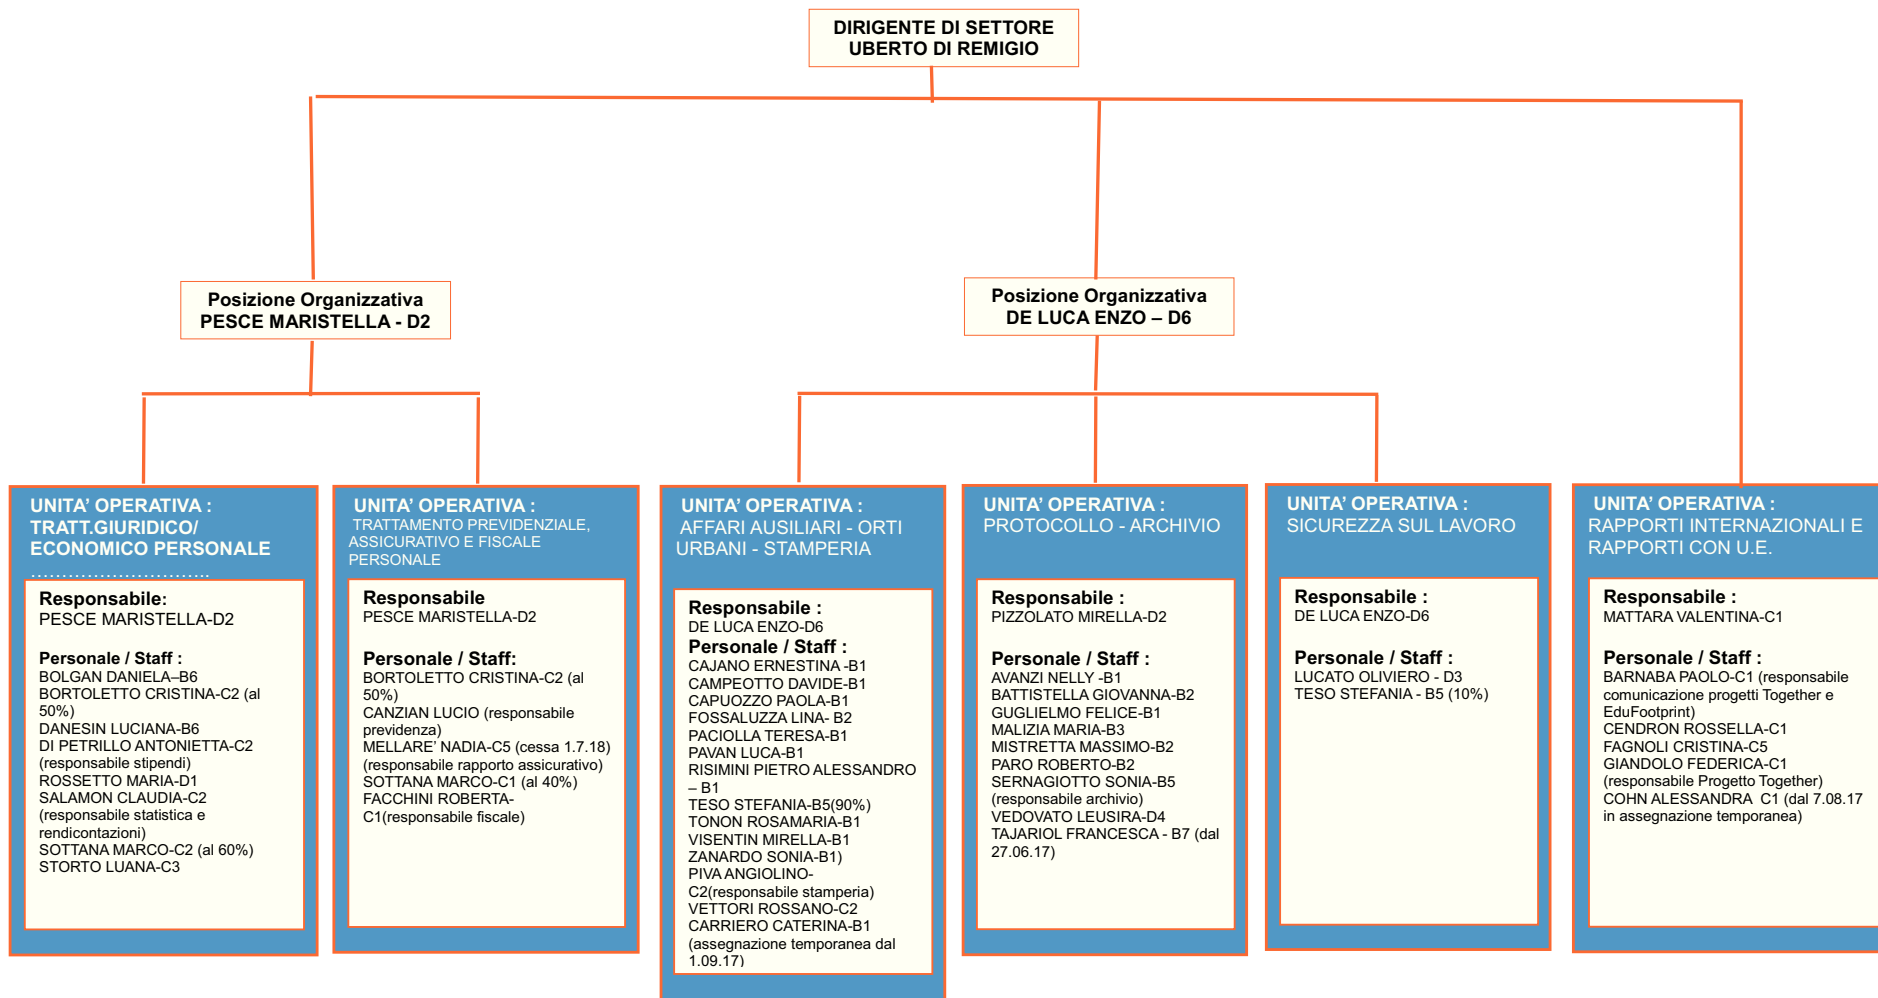 DIRIGENTE DI SETTORE
UBERTO DI REMIGIO
Posizione Organizzativa
PESCE MARISTELLA - D2
Posizione Organizzativa
DE LUCA ENZO – D6
UNITA’ OPERATIVA :
TRATT.GIURIDICO/
ECONOMICO PERSONALE
………………………..
Responsabile:
PESCE MARISTELLA-D2
Personale / Staff :
BOLGAN DANIELA–B6
BORTOLETTO CRISTINA-C2 (al
50%)
DANESIN LUCIANA-B6
DI PETRILLO ANTONIETTA-C2
(responsabile stipendi)
ROSSETTO MARIA-D1
SALAMON CLAUDIA-C2
(responsabile statistica e
rendicontazioni)
SOTTANA MARCO-C2 (al 60%)
STORTO LUANA-C3
UNITA’ OPERATIVA :
TRATTAMENTO PREVIDENZIALE,
ASSICURATIVO E FISCALE
PERSONALE
Responsabile
PESCE MARISTELLA-D2
Personale / Staff:
BORTOLETTO CRISTINA-C2 (al
50%)
CANZIAN LUCIO (responsabile
previdenza)
MELLARE’ NADIA-C5 (cessa 1.7.18)
(responsabile rapporto assicurativo)
SOTTANA MARCO-C1 (al 40%)
FACCHINI ROBERTA-
C1(responsabile fiscale)
UNITA’ OPERATIVA :
AFFARI AUSILIARI - ORTI
URBANI - STAMPERIA
Responsabile :
DE LUCA ENZO-D6
Personale / Staff :
CAJANO ERNESTINA -B1
CAMPEOTTO DAVIDE-B1
CAPUOZZO PAOLA-B1
FOSSALUZZA LINA- B2
PACIOLLA TERESA-B1
PAVAN LUCA-B1
RISIMINI PIETRO ALESSANDRO
– B1
TESO STEFANIA-B5(90%)
TONON ROSAMARIA-B1
VISENTIN MIRELLA-B1
ZANARDO SONIA-B1)
PIVA ANGIOLINO-
C2(responsabile stamperia)
VETTORI ROSSANO-C2
CARRIERO CATERINA-B1
(assegnazione temporanea dal
1.09.17)
UNITA’ OPERATIVA :
PROTOCOLLO - ARCHIVIO
Responsabile :
PIZZOLATO MIRELLA-D2
Personale / Staff :
AVANZI NELLY -B1
BATTISTELLA GIOVANNA-B2
GUGLIELMO FELICE-B1
MALIZIA MARIA-B3
MISTRETTA MASSIMO-B2
PARO ROBERTO-B2
SERNAGIOTTO SONIA-B5
(responsabile archivio)
VEDOVATO LEUSIRA-D4
TAJARIOL FRANCESCA - B7 (dal
27.06.17)
UNITA’ OPERATIVA :
SICUREZZA SUL LAVORO
Responsabile :
DE LUCA ENZO-D6
Personale / Staff :
LUCATO OLIVIERO - D3
TESO STEFANIA - B5 (10%)
UNITA’ OPERATIVA :
RAPPORTI INTERNAZIONALI E
RAPPORTI CON U.E.
Responsabile :
MATTARA VALENTINA-C1
Personale / Staff :
BARNABA PAOLO-C1 (responsabile
comunicazione progetti Together e
EduFootprint)
CENDRON ROSSELLA-C1
FAGNOLI CRISTINA-C5
GIANDOLO FEDERICA-C1
(responsabile Progetto Together)
COHN ALESSANDRA  C1 (dal 7.08.17
in assegnazione temporanea)